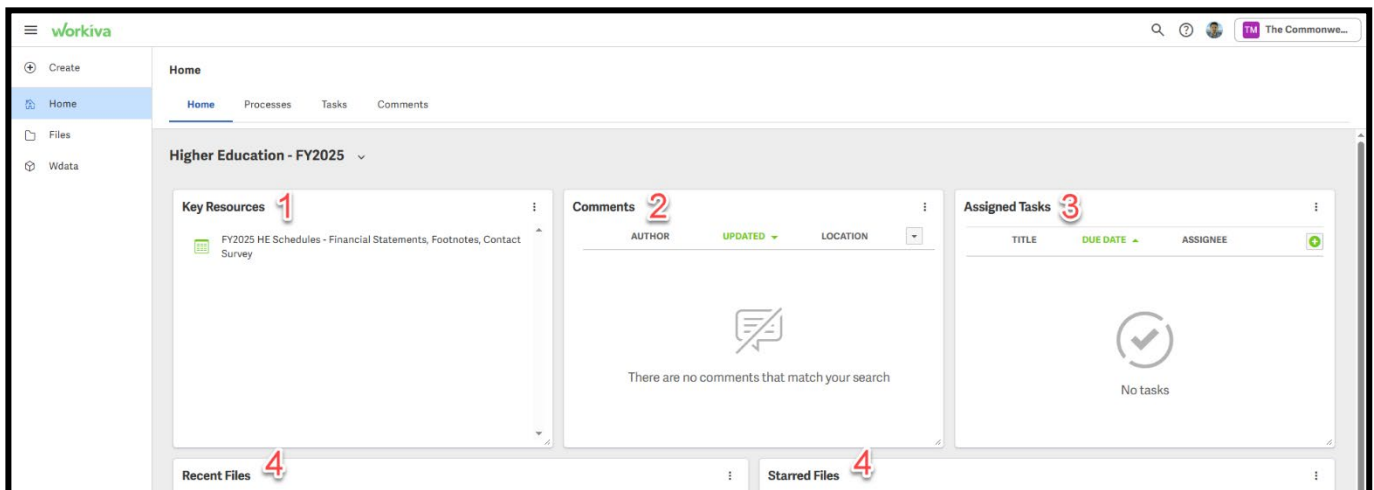 workiva
TM The Commonwe...
Create
Home
Files
Wdata
Home
Home Processes Tasks Comments
Higher Education - FY2025
Key Resources 1
FY2025 HE Schedules - Financial Statements, Footnotes, Contact
Survey
Comments 2
AUTHOR UPDATED LOCATION
There are no comments that match your search
Assigned Tasks 3
TITLE DUE DATE ASSIGNEE
No tasks
Recent Files 4
Starred Files 4